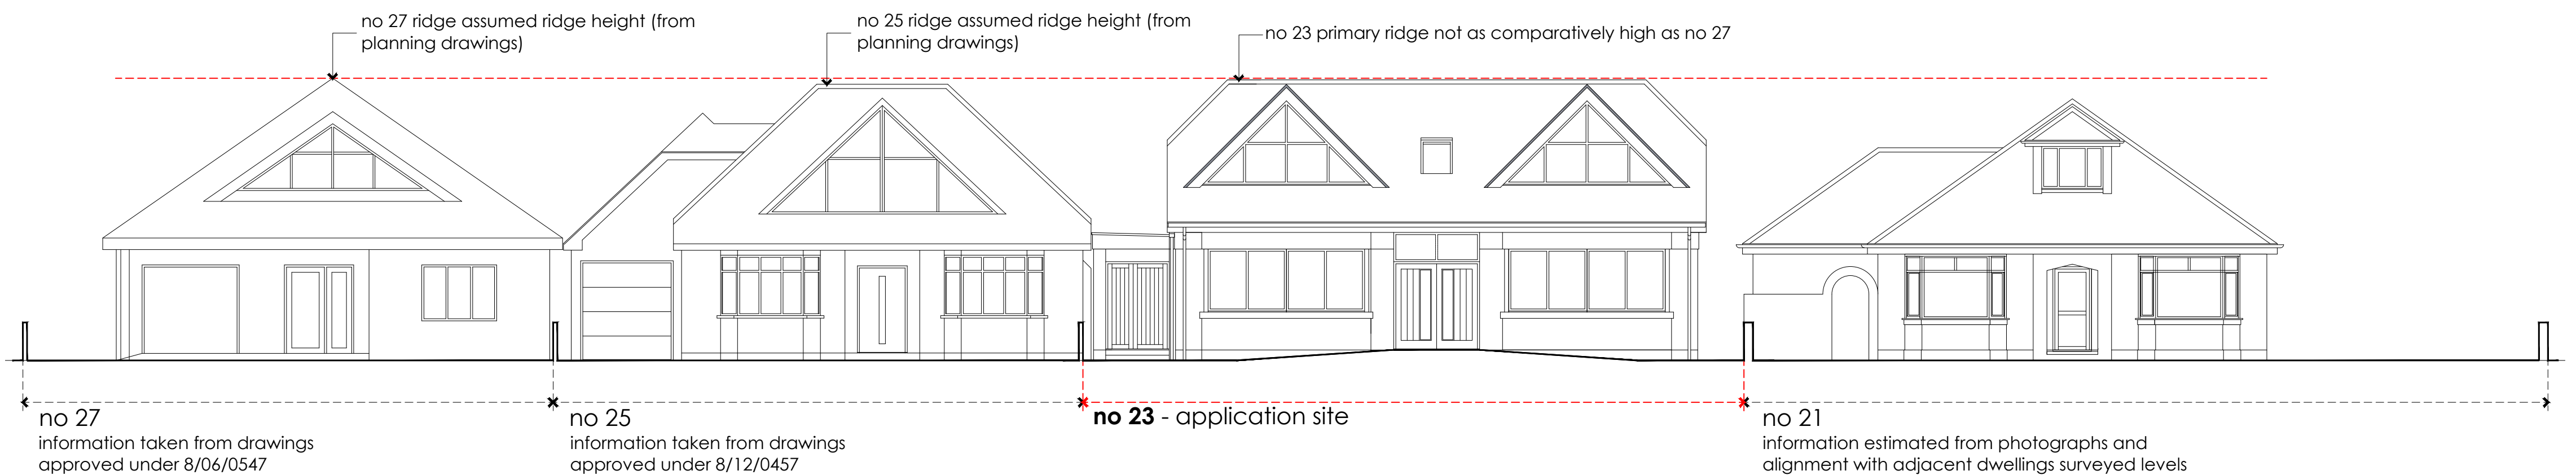 no 27 ridge assumed ridge height (from
planning drawings)
no 25 ridge assumed ridge height (from
planning drawings)
no 23 primary ridge not as comparatively high as no 27
no 27
information taken from drawings
approved under 8/06/0547
no 25
information taken from drawings
approved under 8/12/0457
no 23 - application site
no 21
information estimated from photographs and
alignment with adjacent dwellings surveyed levels